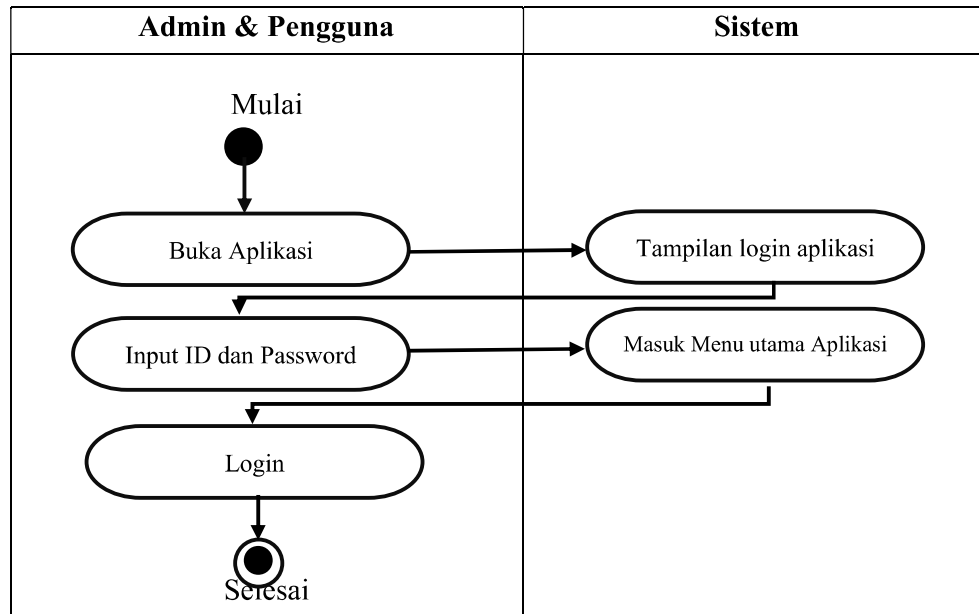 Admin & Pengguna
Sistem
Mulai
Buka Aplikasi
Tampilan login aplikasi
Input ID dan Password
Masuk Menu utama Aplikasi
Login
Selesai